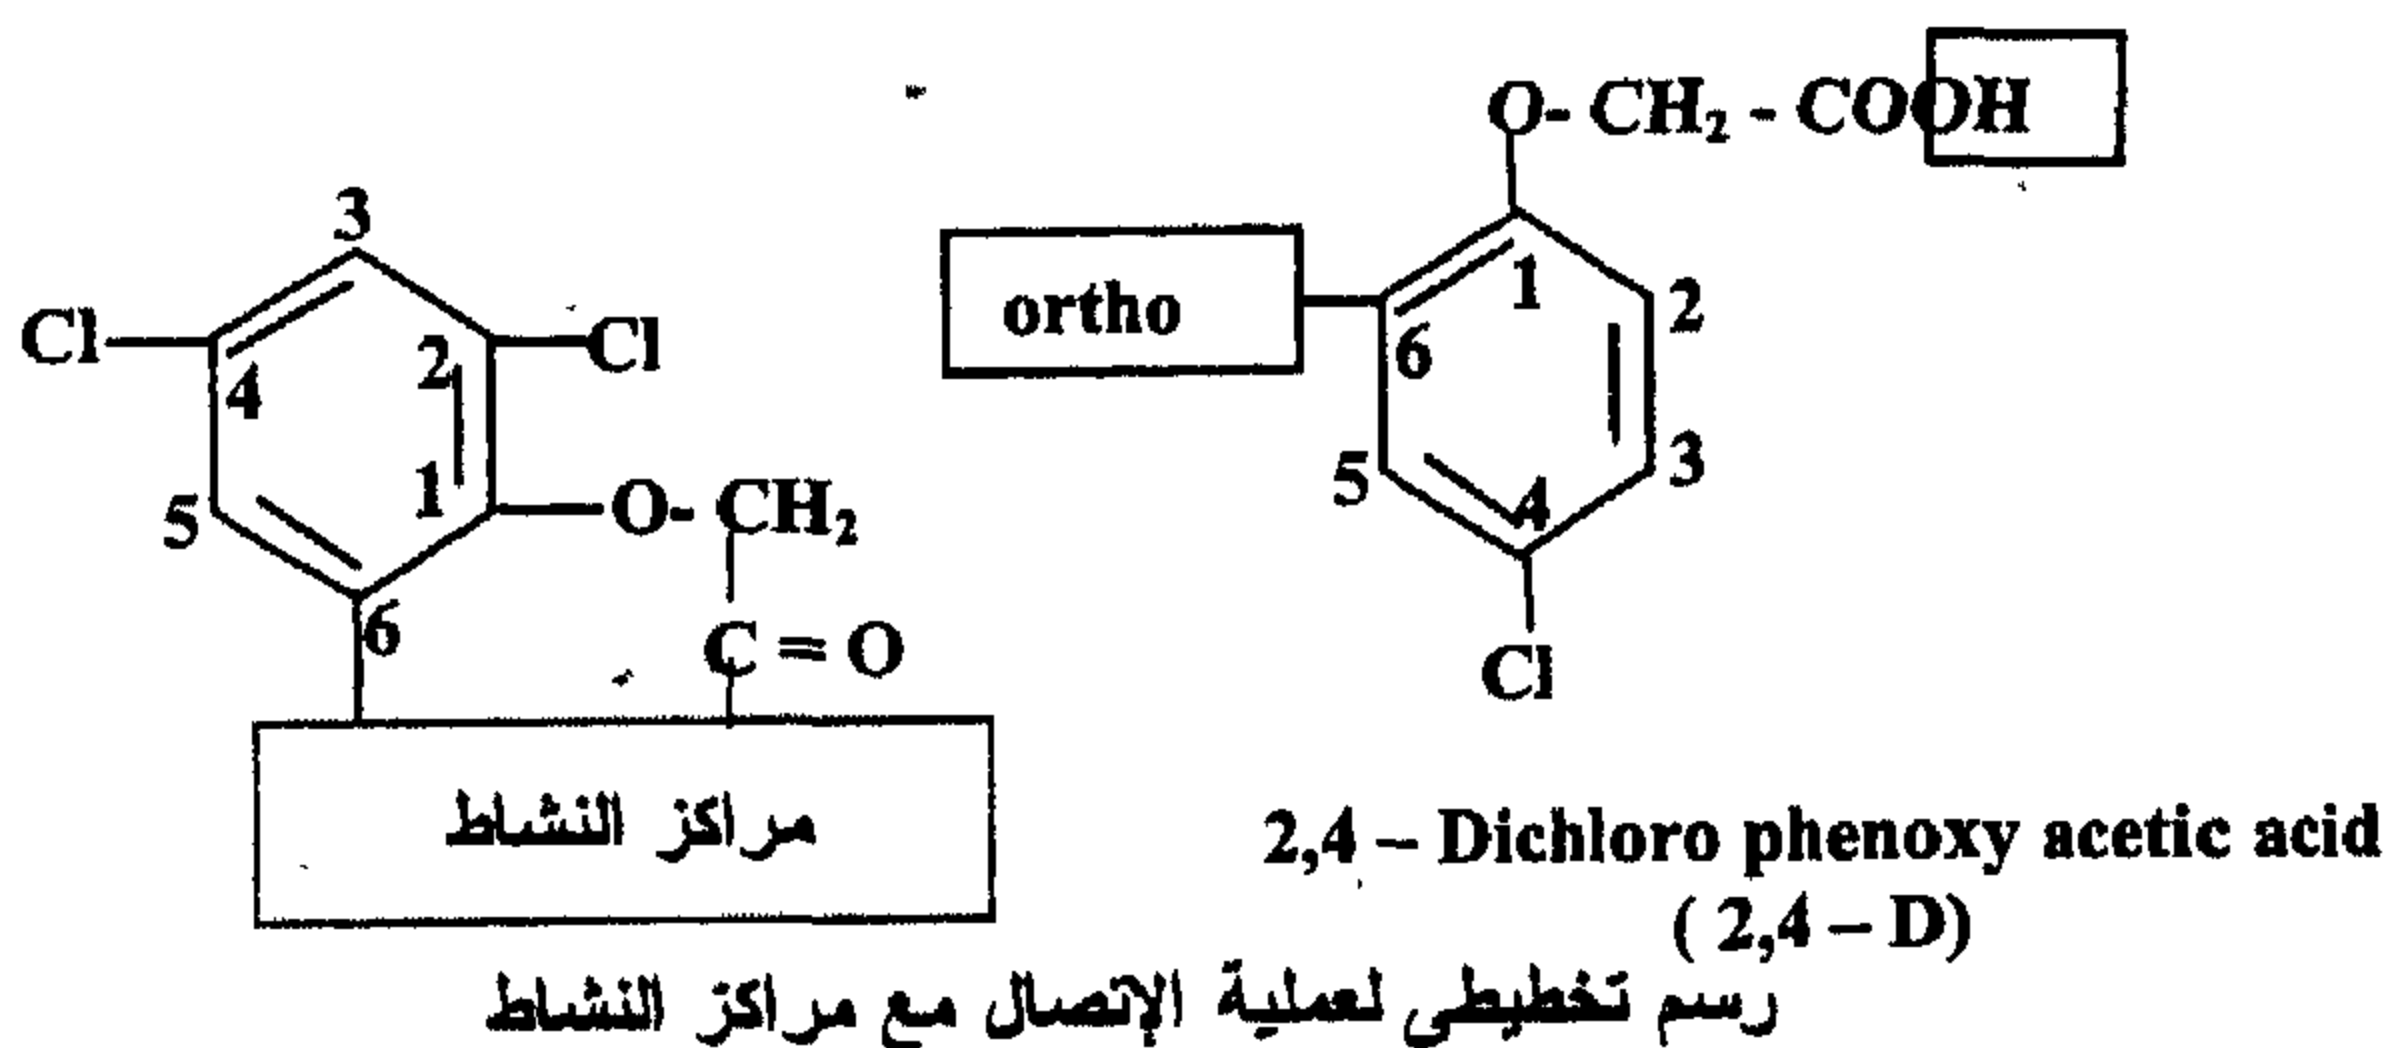 O- CH₂ - COOH
3
ortho
1
2
Cl
Cl
2
4
6
1
5
3
5
4
O- CH₂
6
C = O
Cl
مراكز النشاط
2,4 – Dichloro phenoxy acetic acid
( 2,4 – D)
رسم تخطيطى لعملية الإتصال مع مراكز النشاط